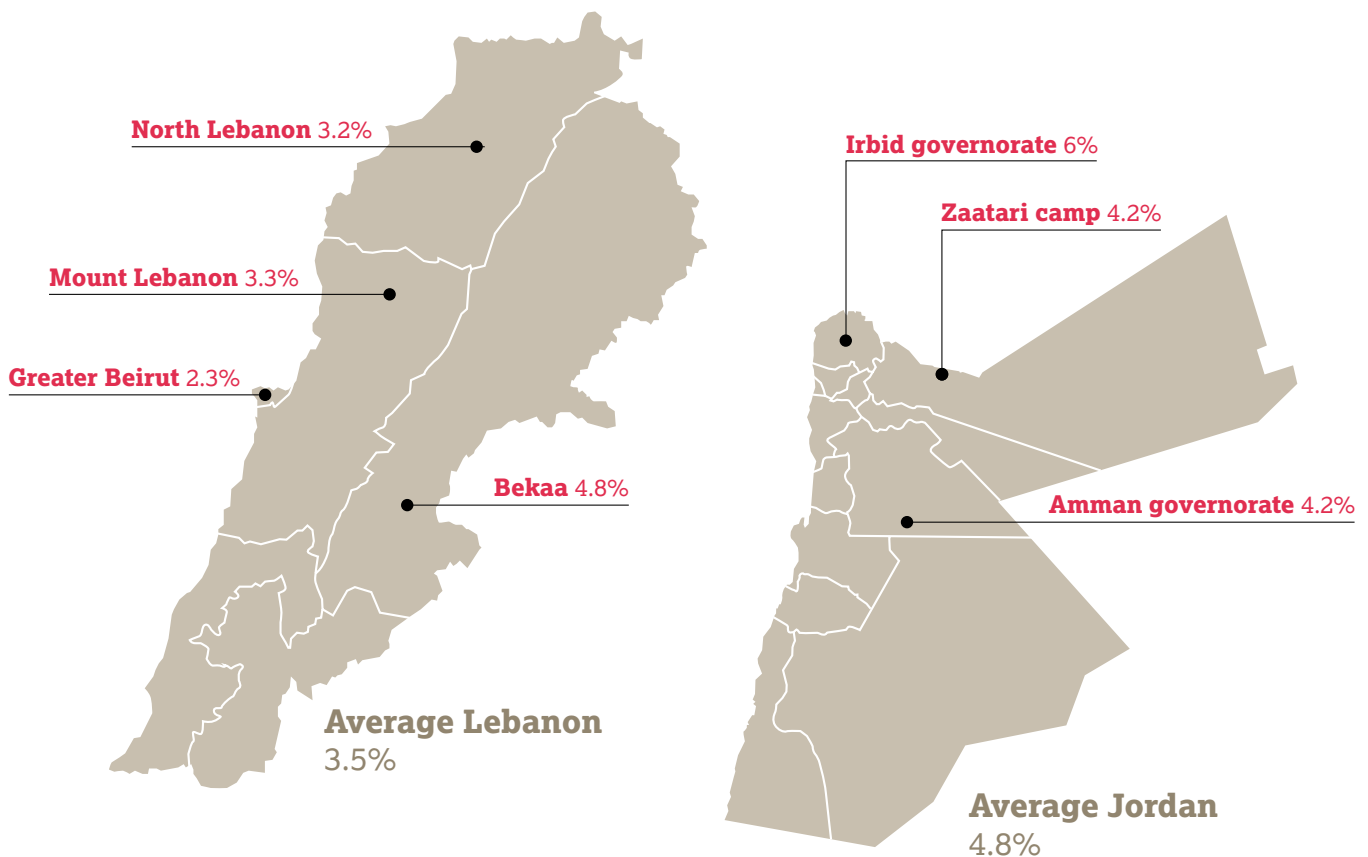 North Lebanon 3.2%
Mount Lebanon 3.3%
Greater Beirut 2.3%
Bekaa 4.8%
Average Lebanon
3.5%
Irbid governorate 6%
Zaatari camp 4.2%
Amman governorate 4.2%
Average Jordan
4.8%